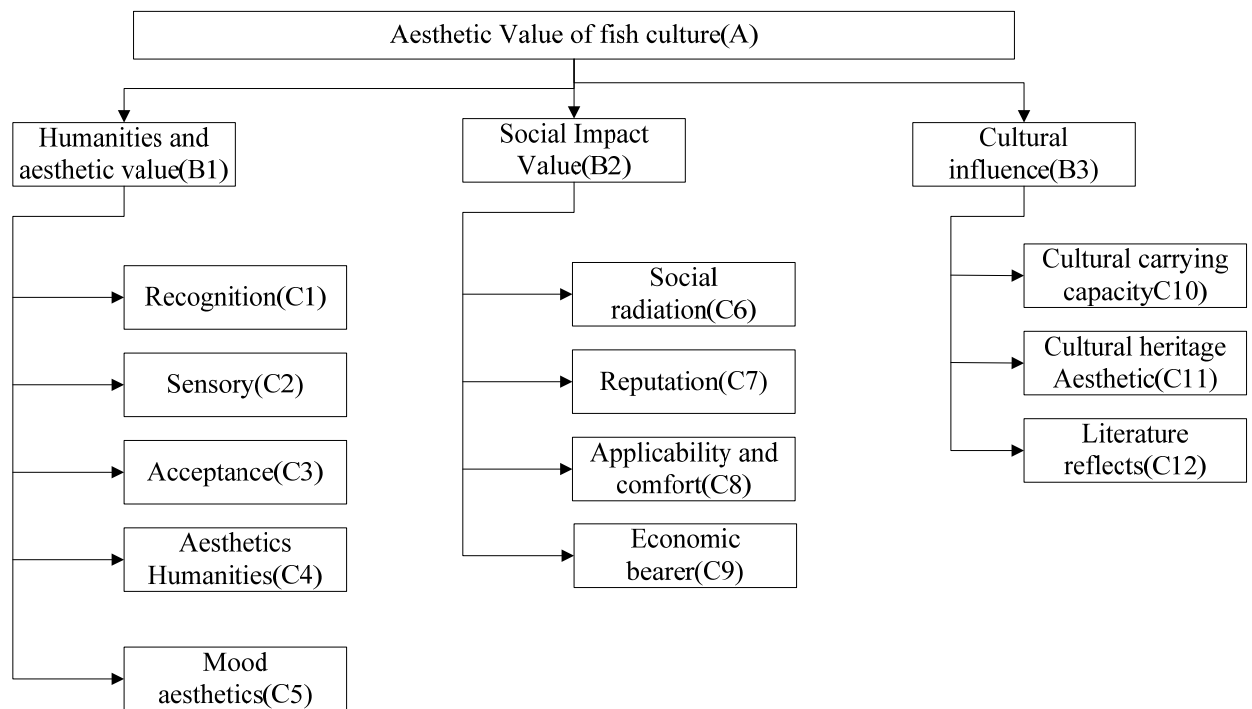 Aesthetic Value of fish culture(A)
Humanities and
aesthetic value(B1)
Social Impact
Value(B2)
Cultural
influence(B3)
Recognition(C1)
Sensory(C2)
Acceptance(C3)
Aesthetics
Humanities(C4)
Mood
aesthetics(C5)
Social
radiation(C6)
Reputation(C7)
Applicability and
comfort(C8)
Economic
bearer(C9)
Cultural carrying
capacityC10)
Cultural heritage
Aesthetic(C11)
Literature
reflects(C12)